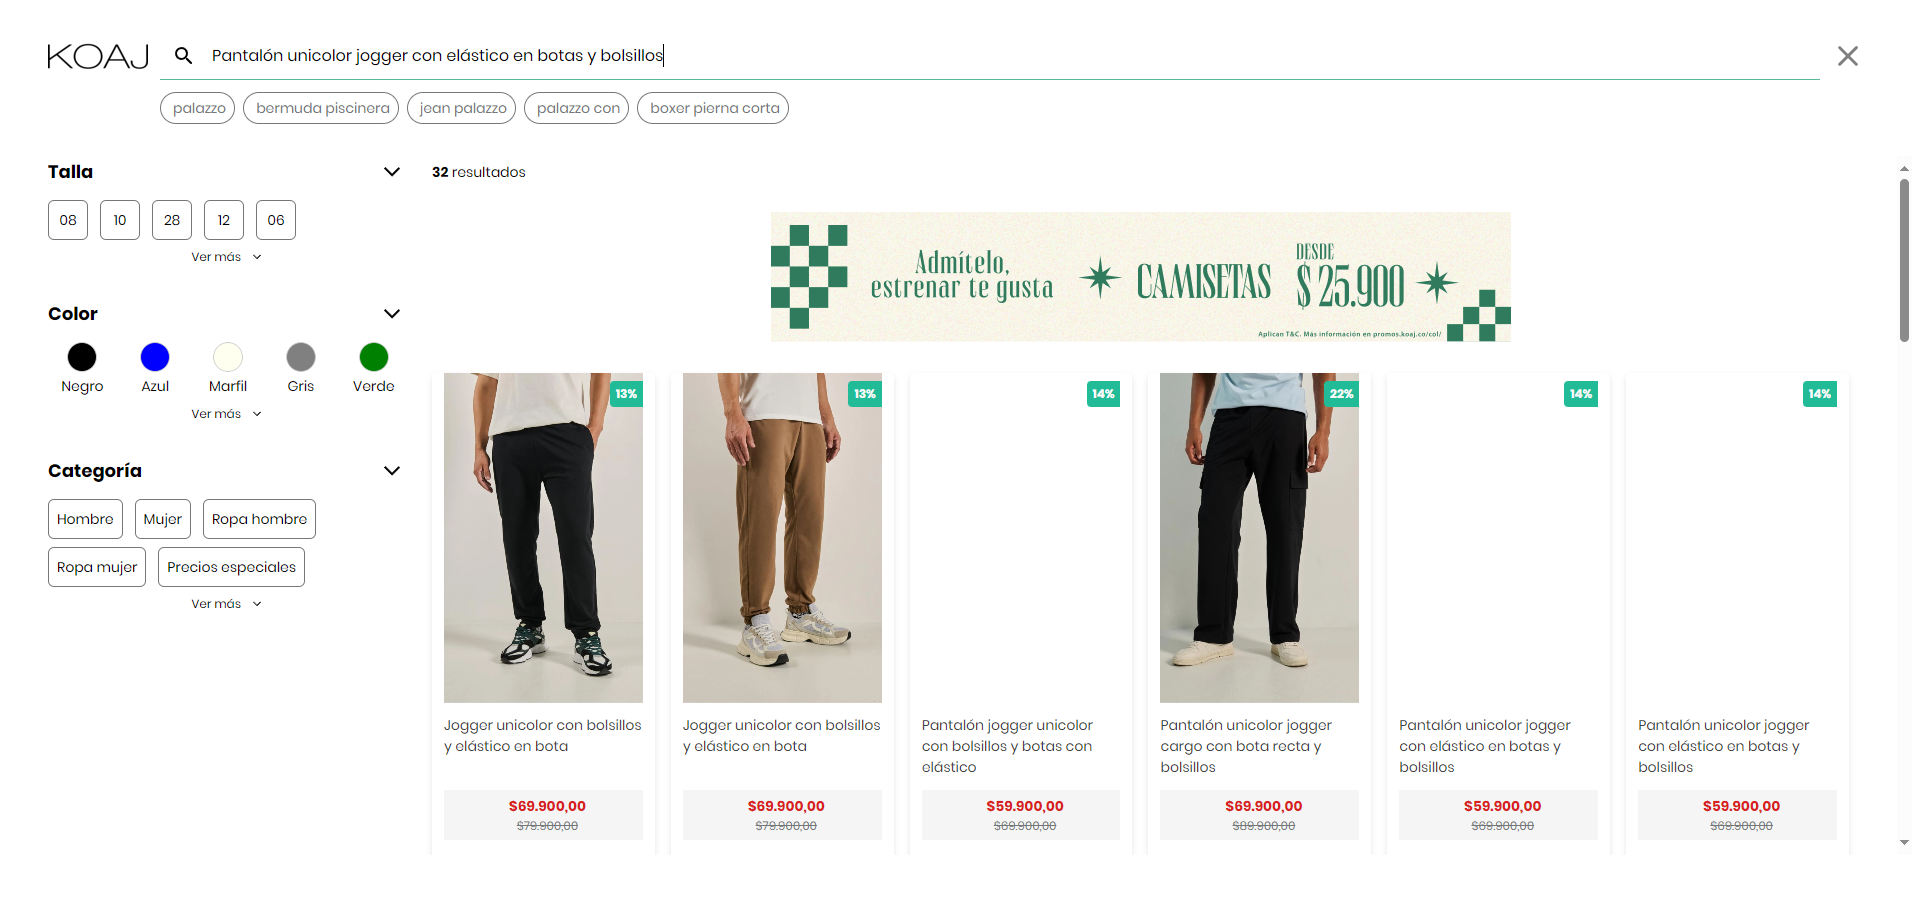 KOAJ
Pantalón unicolor jogger con elástico en botas y bolsillos
palazzo
bermuda piscinera
jean palazzo
palazzo con
boxer pierna corta
Talla
08
10
28
12
06
Ver más
Color
Negro
Azul
Marfil
Gris
Verde
Ver más
Categoría
Hombre
Mujer
Ropa hombre
Ropa mujer
Precios especiales
Ver más
32 resultados
Admítelo,
estrenar te gusta
CAMISETAS
DESDE
$ 25.900
Aplican T&C. Más información en promos.koaj.co/col/
13%
Jogger unicolor con bolsillos
y elástico en bota
$69.900,00
$79.900,00
13%
Jogger unicolor con bolsillos
y elástico en bota
$69.900,00
$79.900,00
14%
Pantalón jogger unicolor
con bolsillos y botas con
elástico
$59.900,00
$69.900,00
22%
Pantalón unicolor jogger
cargo con bota recta y
bolsillos
$69.900,00
$89.900,00
14%
Pantalón unicolor jogger
con elástico en botas y
bolsillos
$59.900,00
$69.900,00
14%
Pantalón unicolor jogger
con elástico en botas y
bolsillos
$59.900,00
$69.900,00